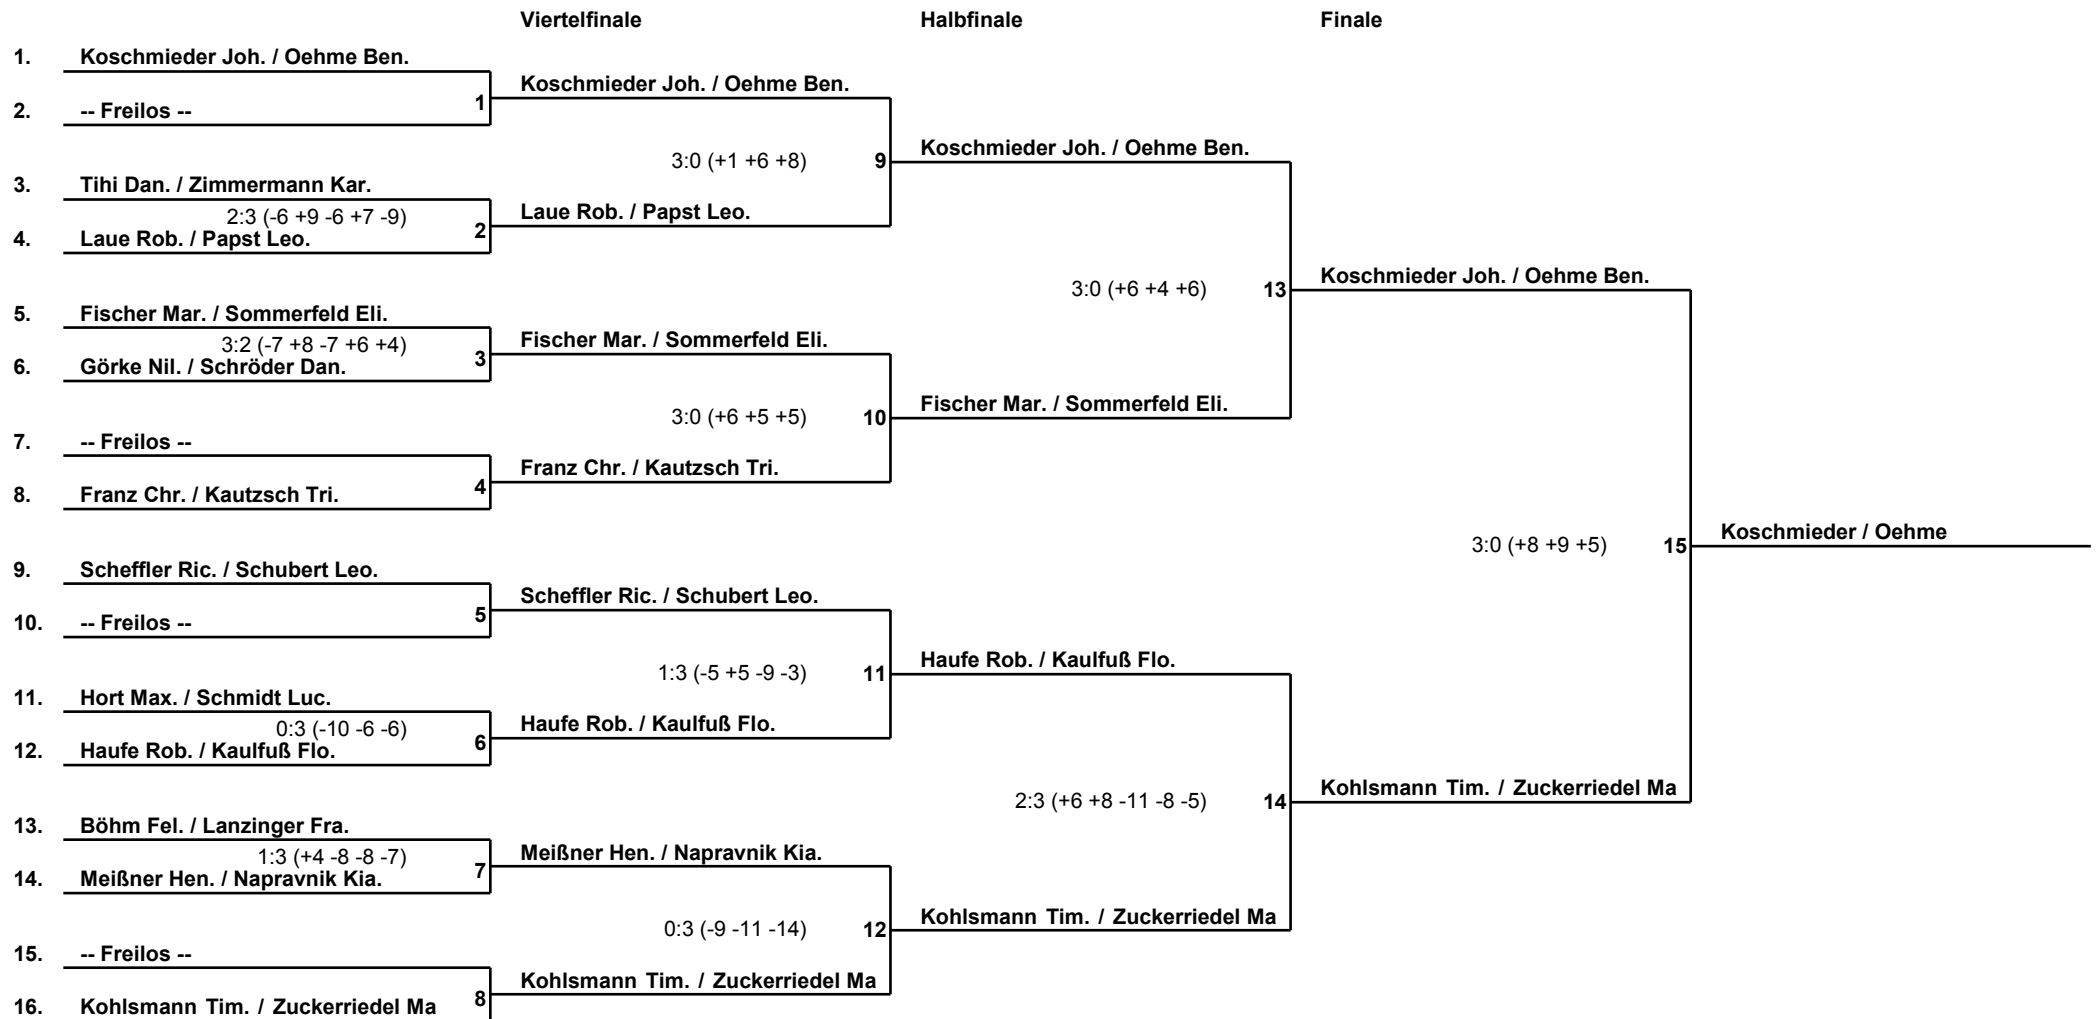 Viertelfinale Halbfinale Finale
1. Koschmieder Joh. / Oehme Ben.
Koschmieder Joh. / Oehme Ben.
1
2. -- Freilos --
Koschmieder Joh. / Oehme Ben.
3:0 (+1 +6 +8) 9
3. Tihi Dan. / Zimmermann Kar.
2:3 (-6 +9 -6 +7 -9)
Laue Rob. / Papst Leo.
2
4. Laue Rob. / Papst Leo.
Koschmieder Joh. / Oehme Ben.
3:0 (+6 +4 +6) 13
5. Fischer Mar. / Sommerfeld Eli.
3:2 (-7 +8 -7 +6 +4)
Fischer Mar. / Sommerfeld Eli.
3
6. Görke Nil. / Schröder Dan.
Fischer Mar. / Sommerfeld Eli.
3:0 (+6 +5 +5) 10
7. -- Freilos --
Franz Chr. / Kautzsch Tri.
4
8. Franz Chr. / Kautzsch Tri.
Koschmieder / Oehme
3:0 (+8 +9 +5) 15
9. Scheffler Ric. / Schubert Leo.
Scheffler Ric. / Schubert Leo.
5
10. -- Freilos --
Haufe Rob. / Kaulfuß Flo.
1:3 (-5 +5 -9 -3) 11
11. Hort Max. / Schmidt Luc.
0:3 (-10 -6 -6)
Haufe Rob. / Kaulfuß Flo.
6
12. Haufe Rob. / Kaulfuß Flo.
Kohlsmann Tim. / Zuckerriedel Ma
2:3 (+6 +8 -11 -8 -5) 14
13. Böhm Fel. / Lanzinger Fra.
1:3 (+4 -8 -8 -7)
Meißner Hen. / Napravnik Kia.
7
14. Meißner Hen. / Napravnik Kia.
Kohlsmann Tim. / Zuckerriedel Ma
0:3 (-9 -11 -14) 12
15. -- Freilos --
Kohlsmann Tim. / Zuckerriedel Ma
8
16. Kohlsmann Tim. / Zuckerriedel Ma